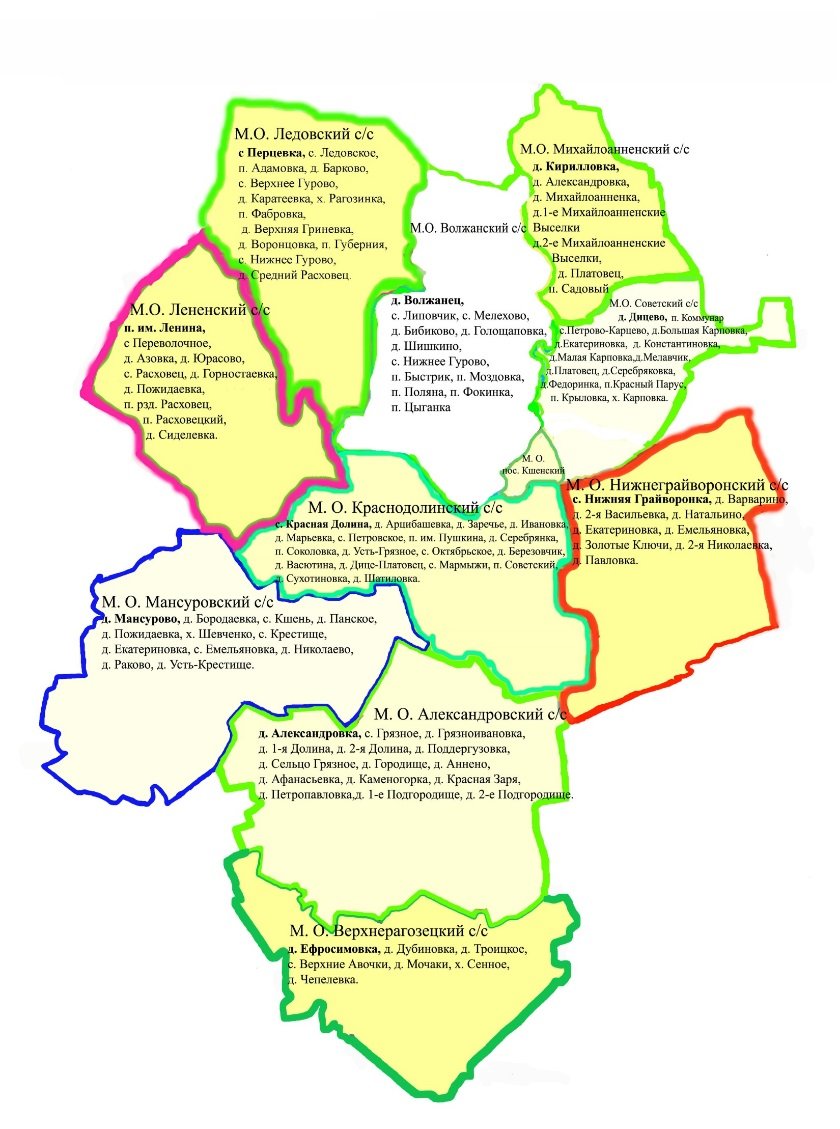 М.О. Ледовский с/с
с Перцевка, с. Ледовское,
п. Адамовка, д. Барково,
с. Верхнее Гурово,
д. Каратеевка, х. Рагозинка,
п. Фабровка,
д. Верхняя Гриневка,
д. Воронцовка, п. Губерния,
с. Нижнее Гурово,
д. Средний Расховец.
М.О. Михайлоанненский с/с
д. Кирилловка,
д. Александровка,
д. Михайлоанненка,
д.1-е Михайлоанненские
Выселки
д.2-е Михайлоанненские
Выселки,
д. Платовец,
п. Садовый
М.О. Волжанский с/с
д. Волжанец,
с. Липовчик, с. Мелехово,
д. Бибиково, д. Голощаповка,
д. Шишкино,
с. Нижнее Гурово,
п. Быстрик, п. Моздовка,
п. Поляна, п. Фокинка,
п. Цыганка
М.О. Лененский с/с
п. им. Ленина,
с Переволочное,
д. Азовка, д. Юрасово,
с. Расховец, д. Горностаевка,
д. Пожидаевка,
п. рзд. Расховец,
п. Расховецкий,
д. Сиделевка.
М.О. Советский с/с
д. Дицево, п. Коммунар
с.Петрово-Карцево, д.Большая Карповка,
д.Екатериновка, д. Константиновка,
д.Малая Карповка,д.Мелавчик,
д.Платовец, д.Серебряковка,
д.Федоринка, п.Красный Парус,
п. Крыловка, х. Карповка.
М. О.
пос. Кшенский
М. О. Нижнеграйворонский с/с
с. Нижняя Грайворонка, д. Варварино,
д. 2-я Васильевка, д. Натальино,
д. Екатериновка, д. Емельяновка,
д. Золотые Ключи, д. 2-я Николаевка,
д. Павловка.
М. О. Краснодолинский с/с
с. Красная Долина, д. Арцибашевка, д. Заречье, д. Ивановка,
д. Марьевка, с. Петровское, п. им. Пушкина, д. Серебрянка,
п. Соколовка, д. Усть-Грязное, с. Октябрьское, д. Березовчик,
д. Васютина, д. Дице-Платовец, с. Мармыжи, п. Советский,
д. Сухотиновка, д. Шатиловка.
М. О. Мансуровский с/с
д. Мансурово, д. Бородаевка, с. Кшень, д. Панское,
д. Пожидаевка, х. Шевченко, с. Крестище,
д. Екатериновка, с. Емельяновка, д. Николаево,
д. Раково, д. Усть-Крестище.
М. О. Александровский с/с
д. Александровка, с. Грязное, д. Грязноивановка,
д. 1-я Долина, д. 2-я Долина, д. Поддергузовка,
д. Сельцо Грязное, д. Городище, д. Аннено,
д. Афанасьевка, д. Каменогорка, д. Красная Заря,
д. Петропавловка,д. 1-е Подгородище, д. 2-е Подгородище.
М. О. Верхнерагозецкий с/с
д. Ефросимовка, д. Дубиновка, д. Троицкое,
с. Верхние Авочки, д. Мочаки, х. Сенное,
д. Чепелевка.